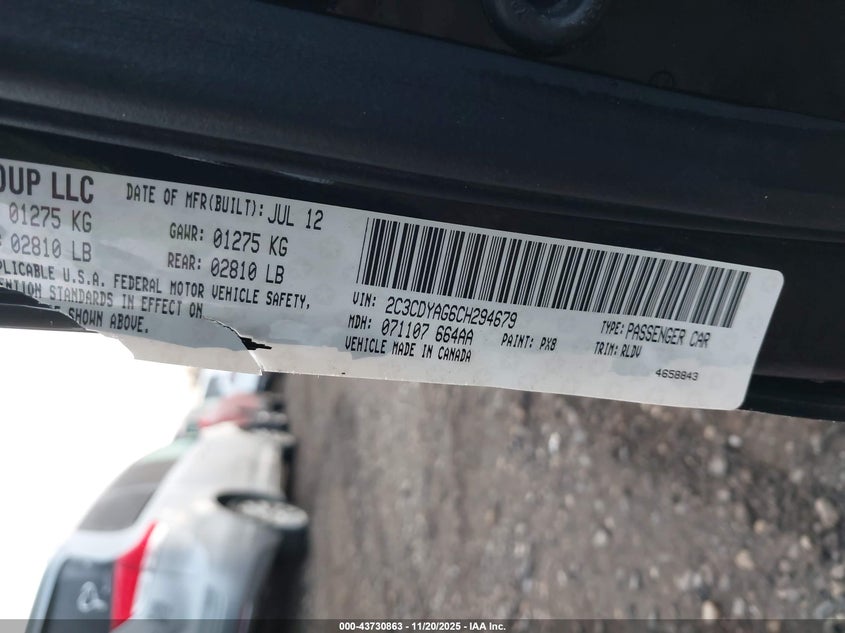 OUP LLC
01275 KG
02810 LB
DATE OF MFR(BUILT): JUL 12
GAWR: 01275 KG
REAR: 02810 LB
PLICABLE U.S.A. FEDERAL MOTOR VEHICLE SAFETY,
ENTION STANDARDS IN EFFECT ON
SHOWN ABOVE.
VIN: 2C3CDYAG6CH294679
MDH: 071107 664AA
PAINT: PX8
TYPE: PASSENGER CAR
TRIM: RLDV
VEHICLE MADE IN CANADA
4658843
000-43730863 - 11/20/2025 - IAA Inc.